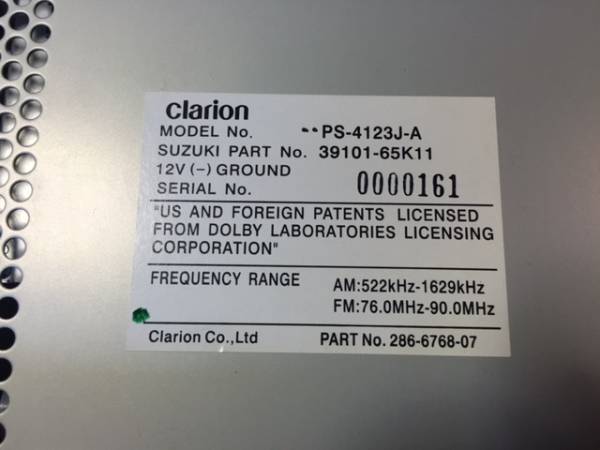 clarion
MODEL No. **PS-4123J-A
SUZUKI PART No. 39101-65K11
12V (-) GROUND
SERIAL No. 0000161
"US AND FOREIGN PATENTS LICENSED
FROM DOLBY LABORATORIES LICENSING
CORPORATION"
FREQUENCY RANGE AM:522kHz-1629kHz
FM:76.0MHz-90.0MHz
Clarion Co.,Ltd PART No. 286-6768-07